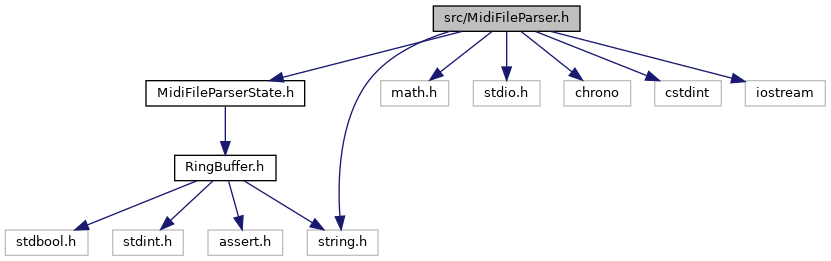 src/MidiFileParser.h
MidiFileParserState.h
math.h
stdio.h
chrono
cstdint
iostream
RingBuffer.h
stdbool.h
stdint.h
assert.h
string.h